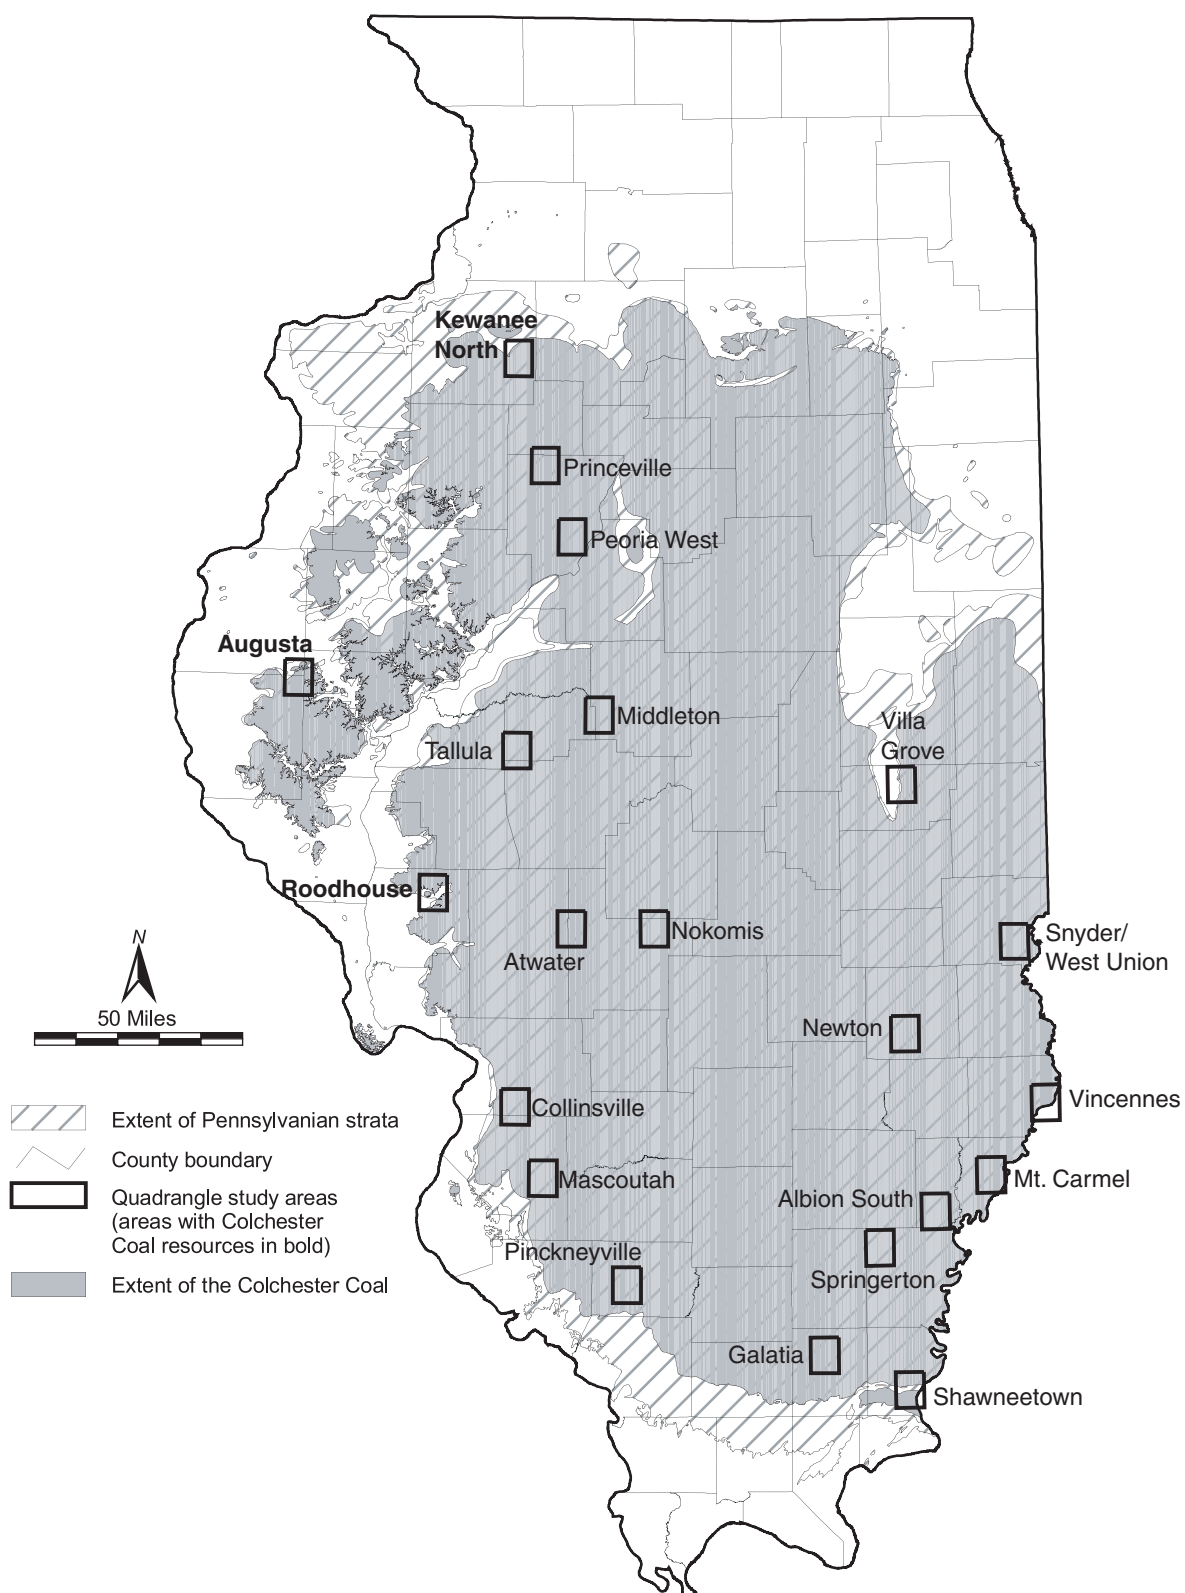 Kewanee
North
Princeville
Peoria West
Augusta
Middleton
Tallula
Villa
Grove
Roodhouse
Nokomis
Atwater
Snyder/
West Union
N
50 Miles
Newton
Collinsville
Vincennes
Extent of Pennsylvanian strata
County boundary
Quadrangle study areas
(areas with Colchester
Coal resources in bold)
Extent of the Colchester Coal
Mascoutah
Mt. Carmel
Albion South
Pinckneyville
Springerton
Galatia
Shawneetown